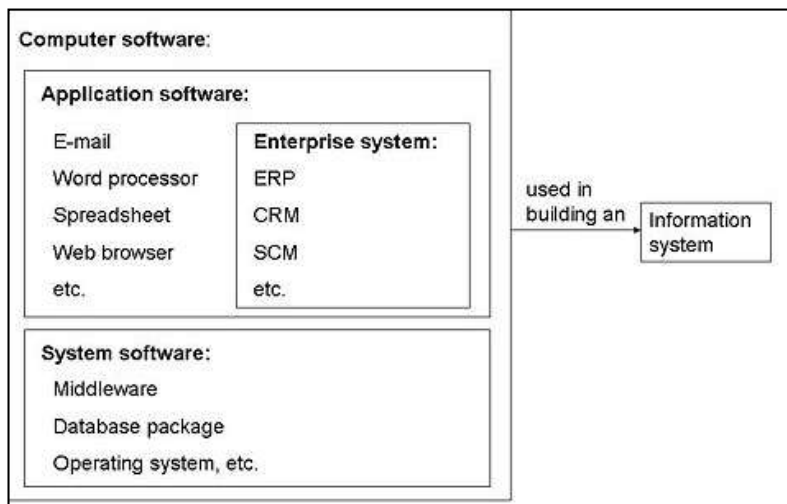 Computer software:
Application software:
E-mail
Word processor
Spreadsheet
Web browser
etc.
Enterprise system:
ERP
CRM
SCM
etc.
System software:
Middleware
Database package
Operating system, etc.
used in
building an
Information
system